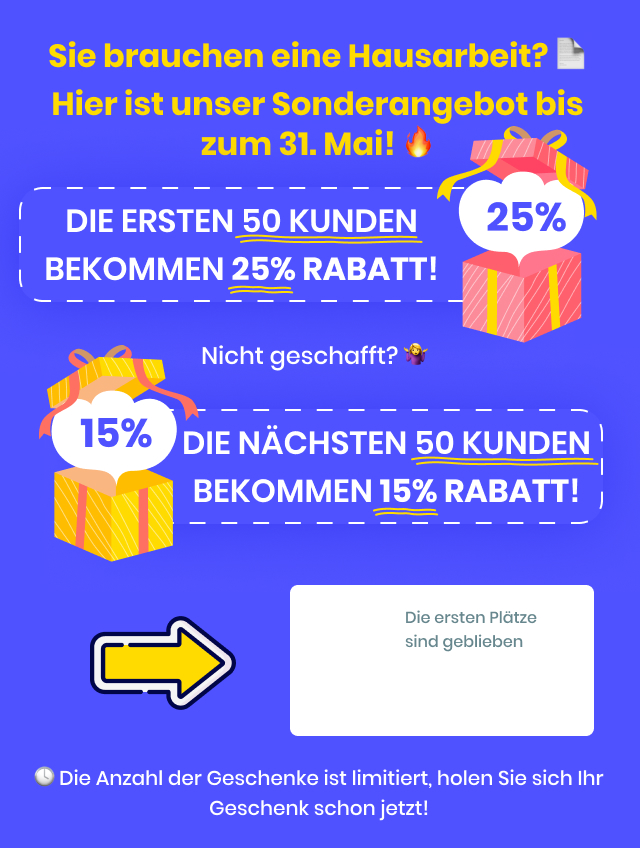 Sie brauchen eine Hausarbeit?
Hier ist unser Sonderangebot bis
zum 31. Mai!
DIE ERSTEN 50 KUNDEN
BEKOMMEN 25% RABATT!
25%
Nicht geschafft?
15%
DIE NÄCHSTEN 50 KUNDEN
BEKOMMEN 15% RABATT!
Die ersten Plätze
sind geblieben
Die Anzahl der Geschenke ist limitiert, holen Sie sich Ihr
Geschenk schon jetzt!